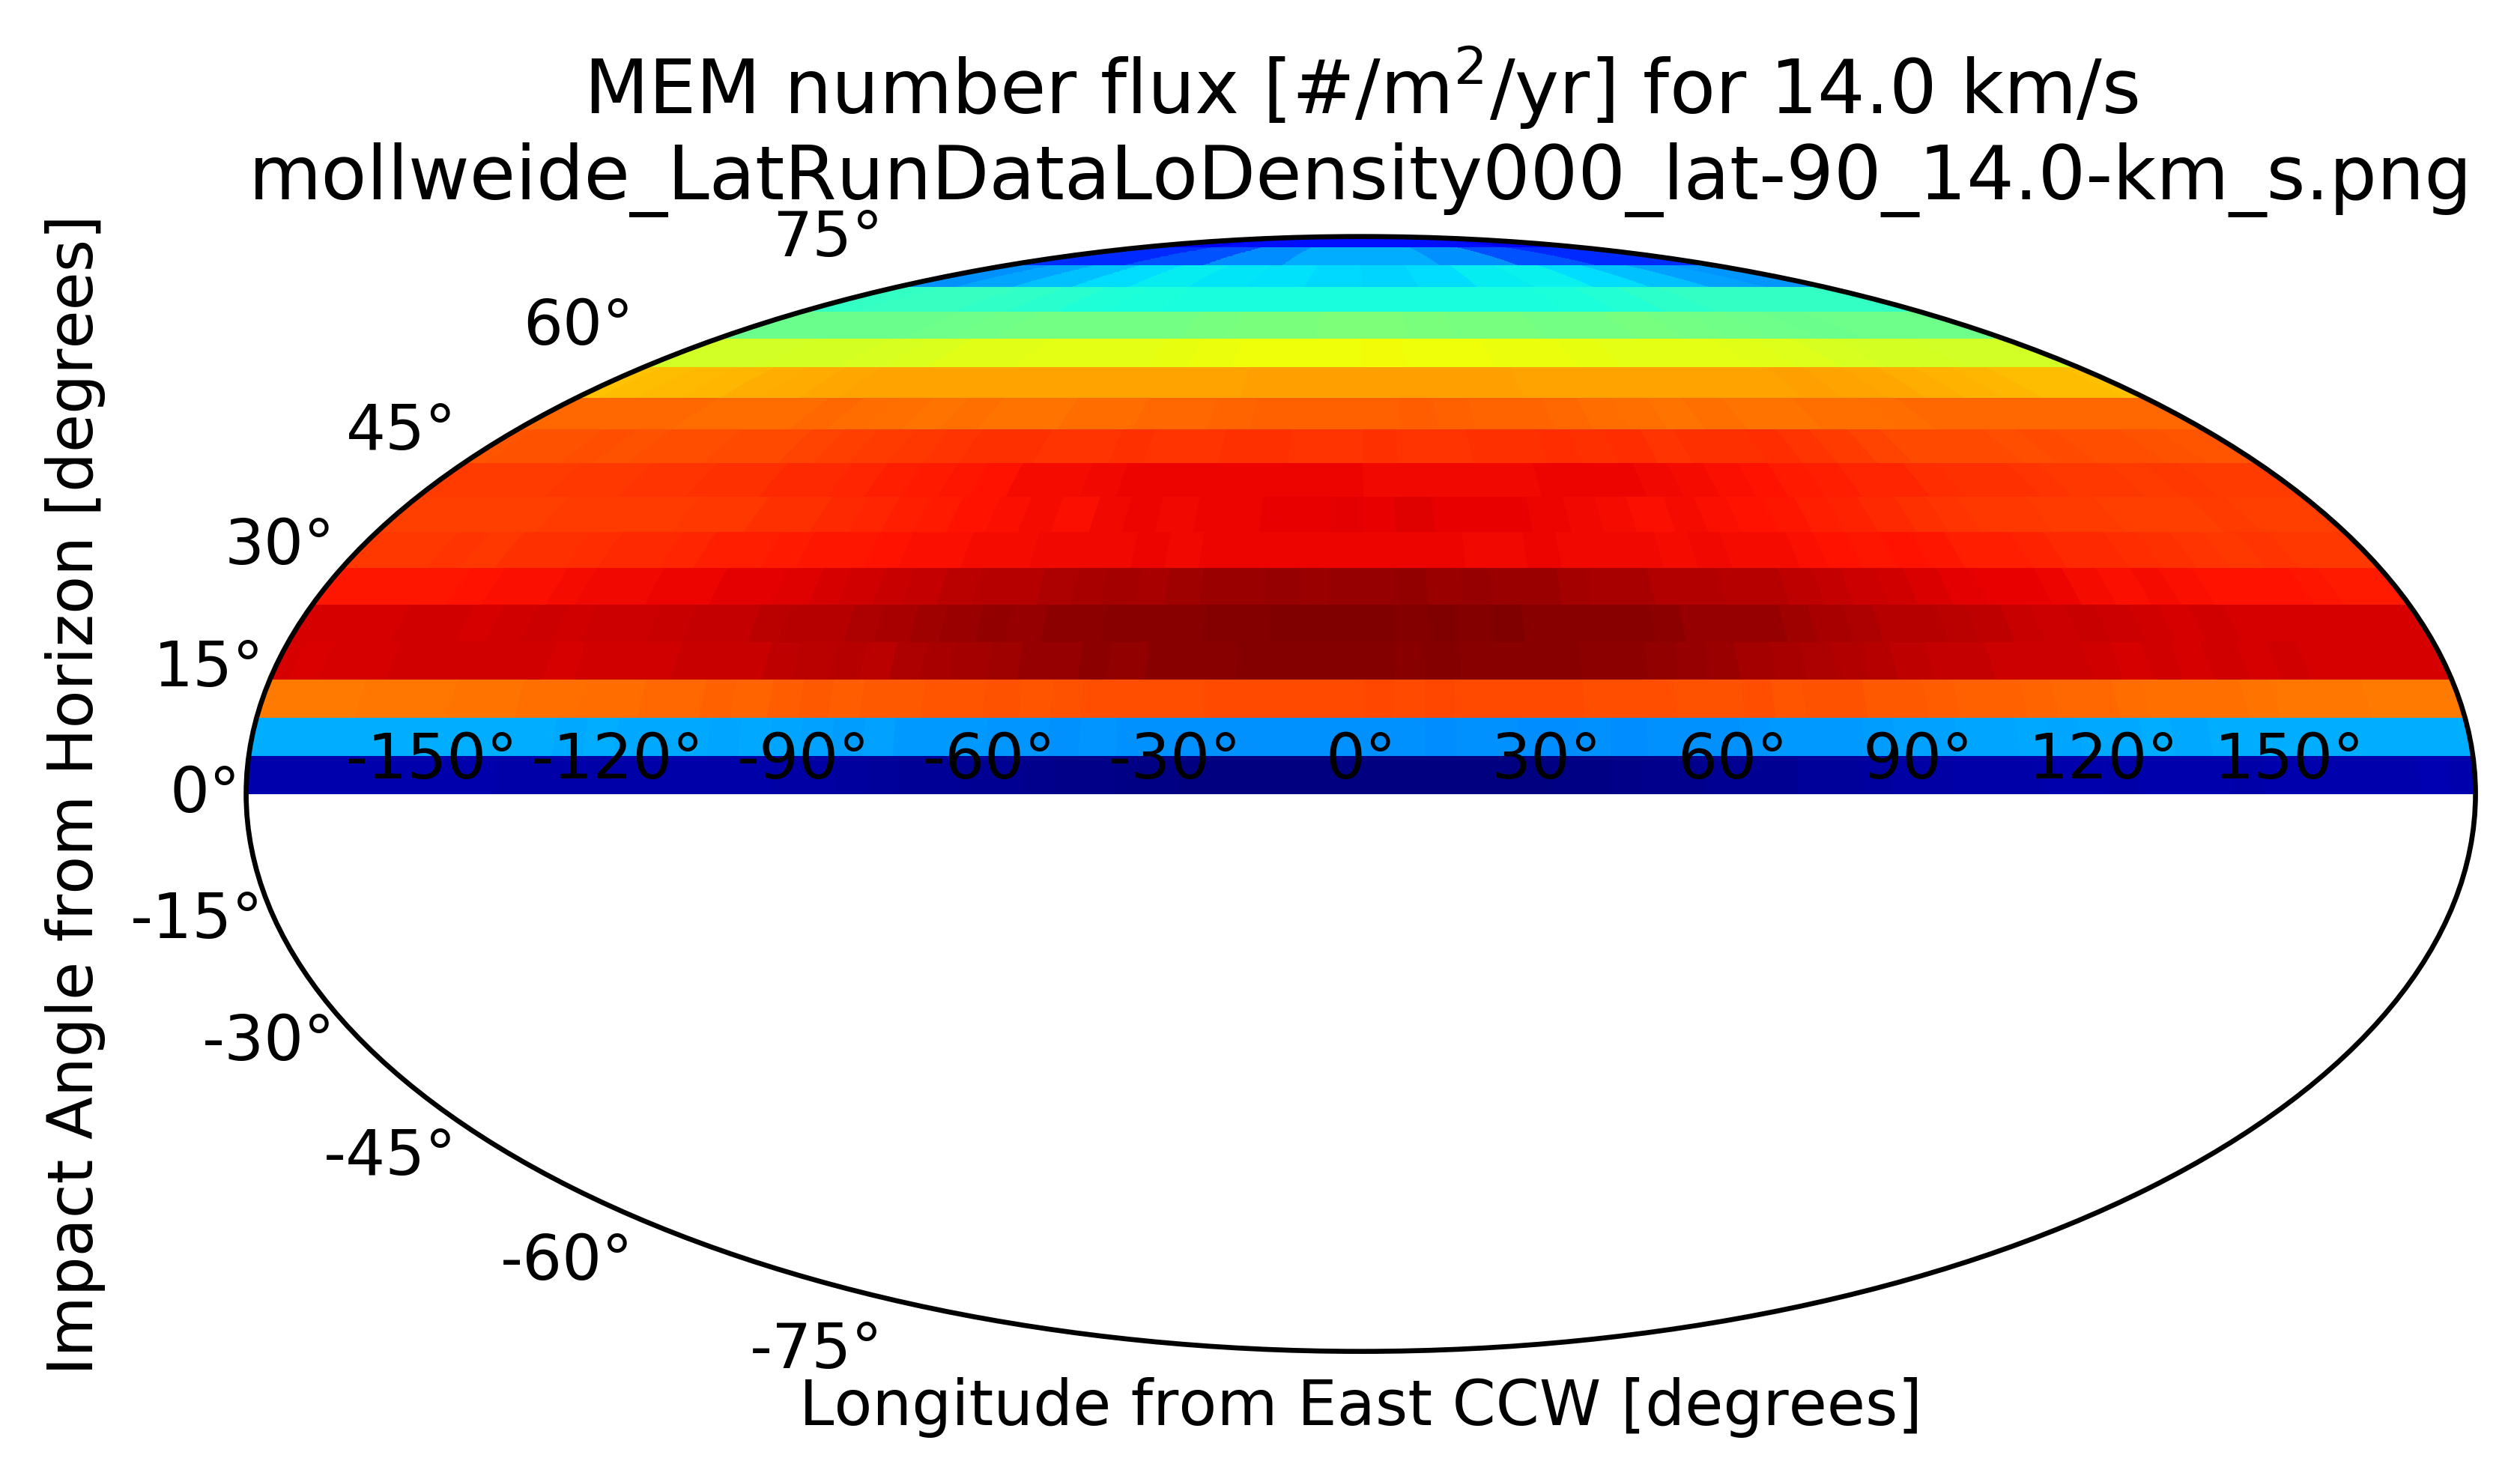 MEM number flux [#/m²/yr] for 14.0 km/s
mollweide_LatRunDataLoDensity000_lat-90_14.0-km_s.png
Impact Angle from Horizon [degrees]
75°
60°
45°
30°
15°
0°
-15°
-30°
-45°
-60°
-75°
-150° -120° -90° -60° -30° 0° 30° 60° 90° 120° 150°
Longitude from East CCW [degrees]